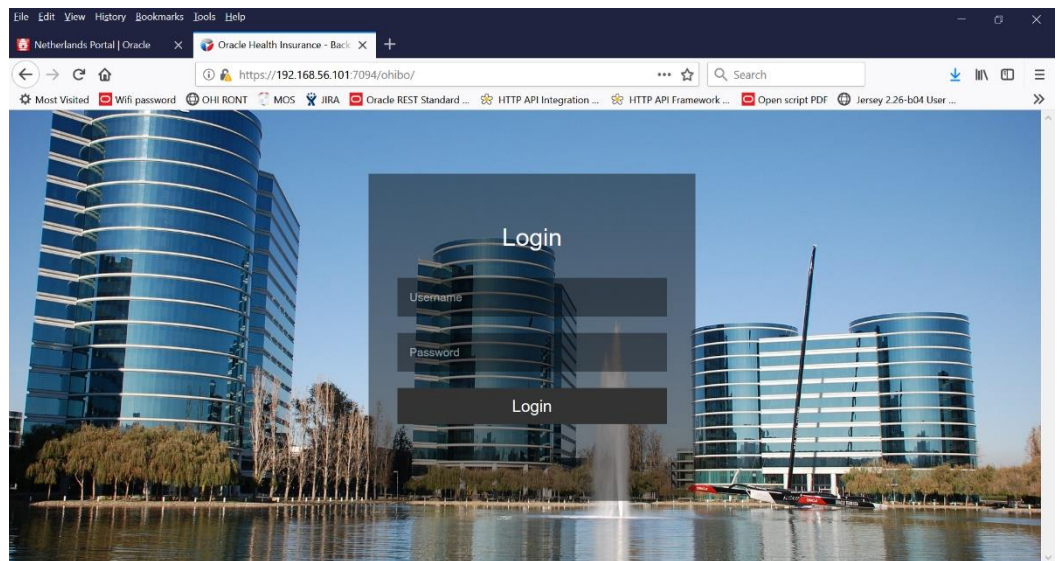 File Edit View History Bookmarks Tools Help
Netherlands Portal | Oracle
Oracle Health Insurance - Back
https://192.168.56.101:7094/ohibo/
Search
Most Visited Wifi password OHI RONT MOS JIRA Oracle REST Standard ... HTTP API Integration ... HTTP API Framework ... Open script PDF Jersey 2.26-b04 User ...
Login
Username
Password
Login